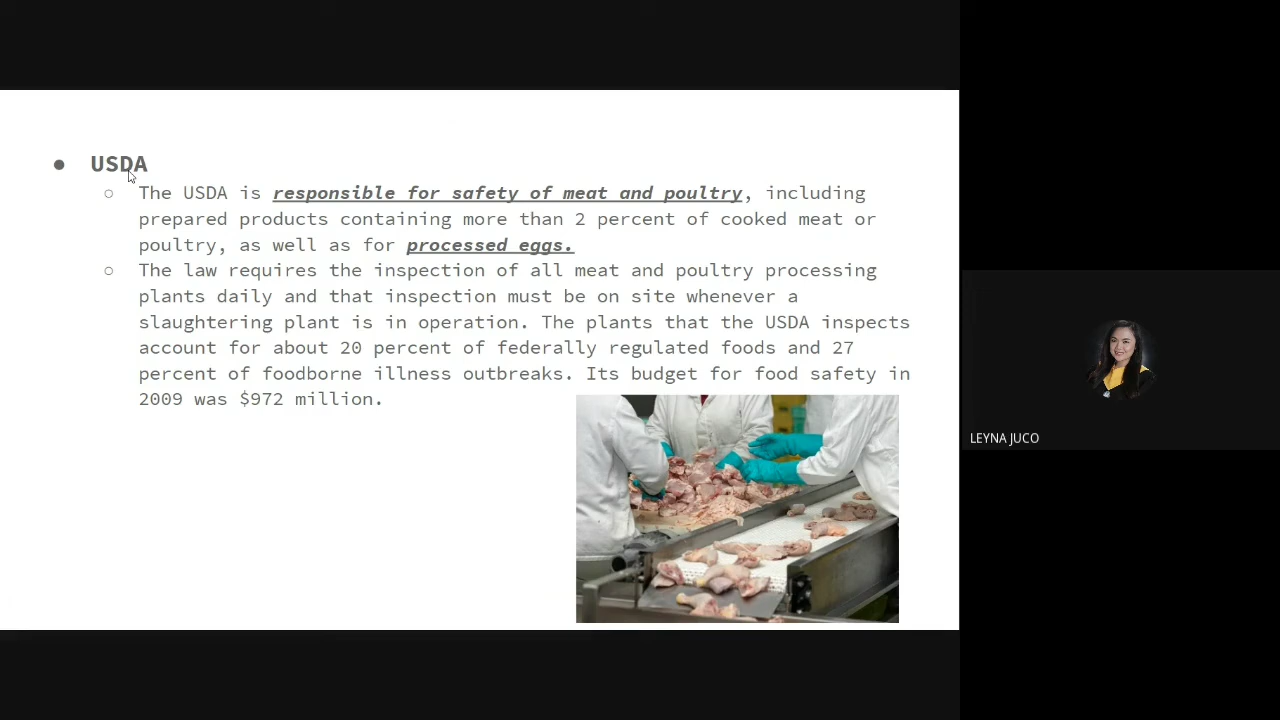 ● USDA
○ The USDA is responsible for safety of meat and poultry, including
prepared products containing more than 2 percent of cooked meat or
poultry, as well as for processed eggs.
○ The law requires the inspection of all meat and poultry processing
plants daily and that inspection must be on site whenever a
slaughtering plant is in operation. The plants that the USDA inspects
account for about 20 percent of federally regulated foods and 27
percent of foodborne illness outbreaks. Its budget for food safety in
2009 was $972 million.
LEYNA JUCO